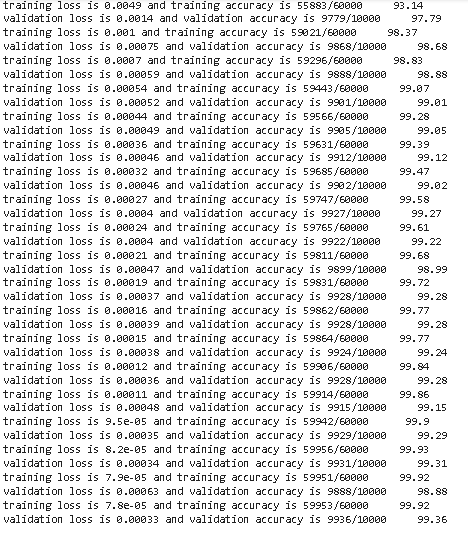 training loss is 0.0049 and training accuracy is 55883/60000 93.14
validation loss is 0.0014 and validation accuracy is 9779/10000 97.79
training loss is 0.001 and training accuracy is 59021/60000 98.37
validation loss is 0.00075 and validation accuracy is 9868/10000 98.68
training loss is 0.0007 and training accuracy is 59296/60000 98.83
validation loss is 0.00059 and validation accuracy is 9888/10000 98.88
training loss is 0.00054 and training accuracy is 59443/60000 99.07
validation loss is 0.00052 and validation accuracy is 9901/10000 99.01
training loss is 0.00044 and training accuracy is 59566/60000 99.28
validation loss is 0.00049 and validation accuracy is 9905/10000 99.05
training loss is 0.00036 and training accuracy is 59631/60000 99.39
validation loss is 0.00046 and validation accuracy is 9912/10000 99.12
training loss is 0.00032 and training accuracy is 59685/60000 99.47
validation loss is 0.00046 and validation accuracy is 9902/10000 99.02
training loss is 0.00027 and training accuracy is 59747/60000 99.58
validation loss is 0.0004 and validation accuracy is 9927/10000 99.27
training loss is 0.00024 and training accuracy is 59765/60000 99.61
validation loss is 0.0004 and validation accuracy is 9922/10000 99.22
training loss is 0.00021 and training accuracy is 59811/60000 99.68
validation loss is 0.00047 and validation accuracy is 9899/10000 98.99
training loss is 0.00019 and training accuracy is 59831/60000 99.72
validation loss is 0.00037 and validation accuracy is 9928/10000 99.28
training loss is 0.00016 and training accuracy is 59862/60000 99.77
validation loss is 0.00039 and validation accuracy is 9928/10000 99.28
training loss is 0.00015 and training accuracy is 59864/60000 99.77
validation loss is 0.00038 and validation accuracy is 9924/10000 99.24
training loss is 0.00012 and training accuracy is 59906/60000 99.84
validation loss is 0.00036 and validation accuracy is 9928/10000 99.28
training loss is 0.00011 and training accuracy is 59914/60000 99.86
validation loss is 0.00048 and validation accuracy is 9915/10000 99.15
training loss is 9.5e-05 and training accuracy is 59942/60000 99.9
validation loss is 0.00035 and validation accuracy is 9929/10000 99.29
training loss is 8.2e-05 and training accuracy is 59956/60000 99.93
validation loss is 0.00034 and validation accuracy is 9931/10000 99.31
training loss is 7.9e-05 and training accuracy is 59951/60000 99.92
validation loss is 0.00063 and validation accuracy is 9888/10000 98.88
training loss is 7.8e-05 and training accuracy is 59953/60000 99.92
validation loss is 0.00033 and validation accuracy is 9936/10000 99.36